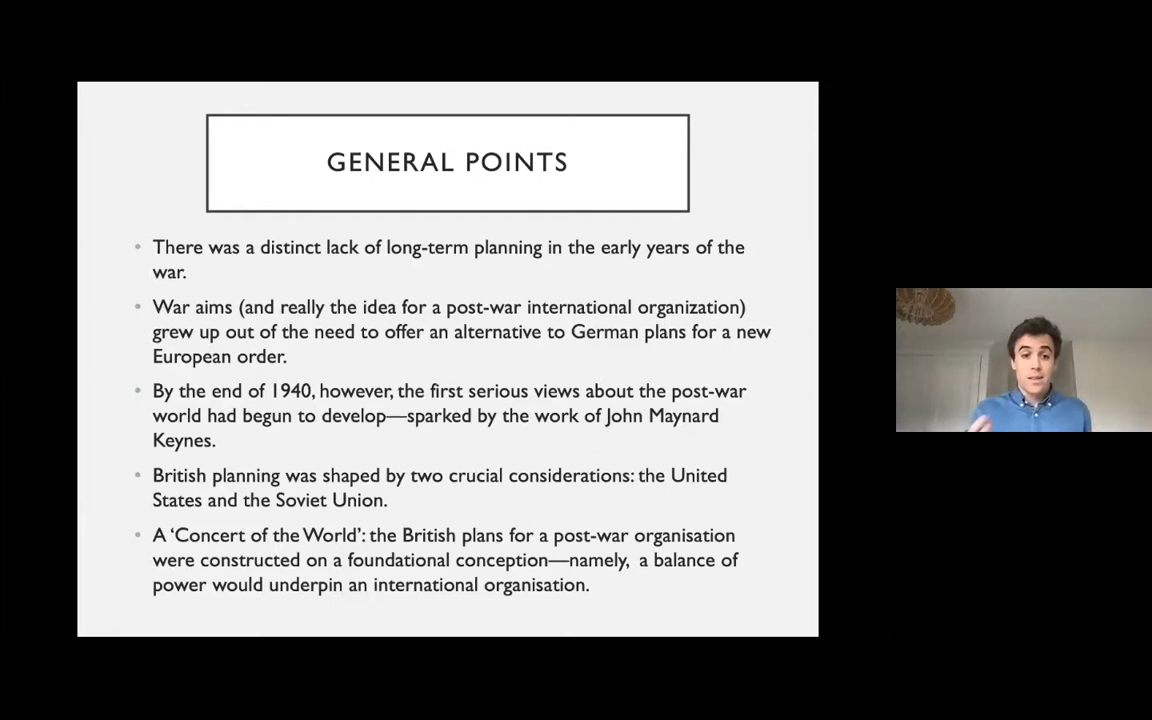 GENERAL POINTS
• There was a distinct lack of long-term planning in the early years of the
war.
• War aims (and really the idea for a post-war international organization)
grew up out of the need to offer an alternative to German plans for a new
European order.
• By the end of 1940, however, the first serious views about the post-war
world had begun to develop—sparked by the work of John Maynard
Keynes.
• British planning was shaped by two crucial considerations: the United
States and the Soviet Union.
• A ‘Concert of the World’: the British plans for a post-war organisation
were constructed on a foundational conception—namely, a balance of
power would underpin an international organisation.